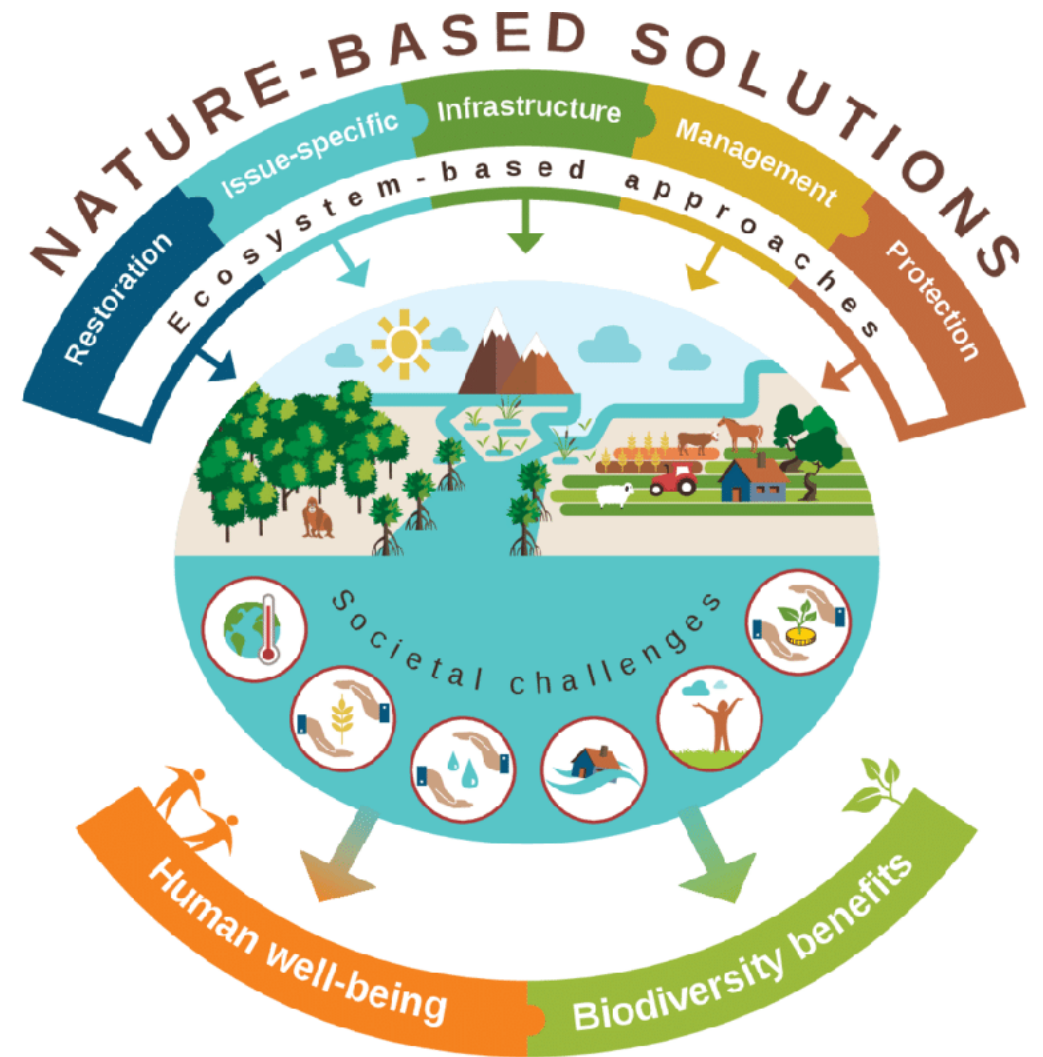 NATURE-BASED SOLUTIONS
Restoration
Issue-specific
Infrastructure
Management
Protection
Ecosystem-based approaches
Societal challenges
Human well-being
Biodiversity benefits